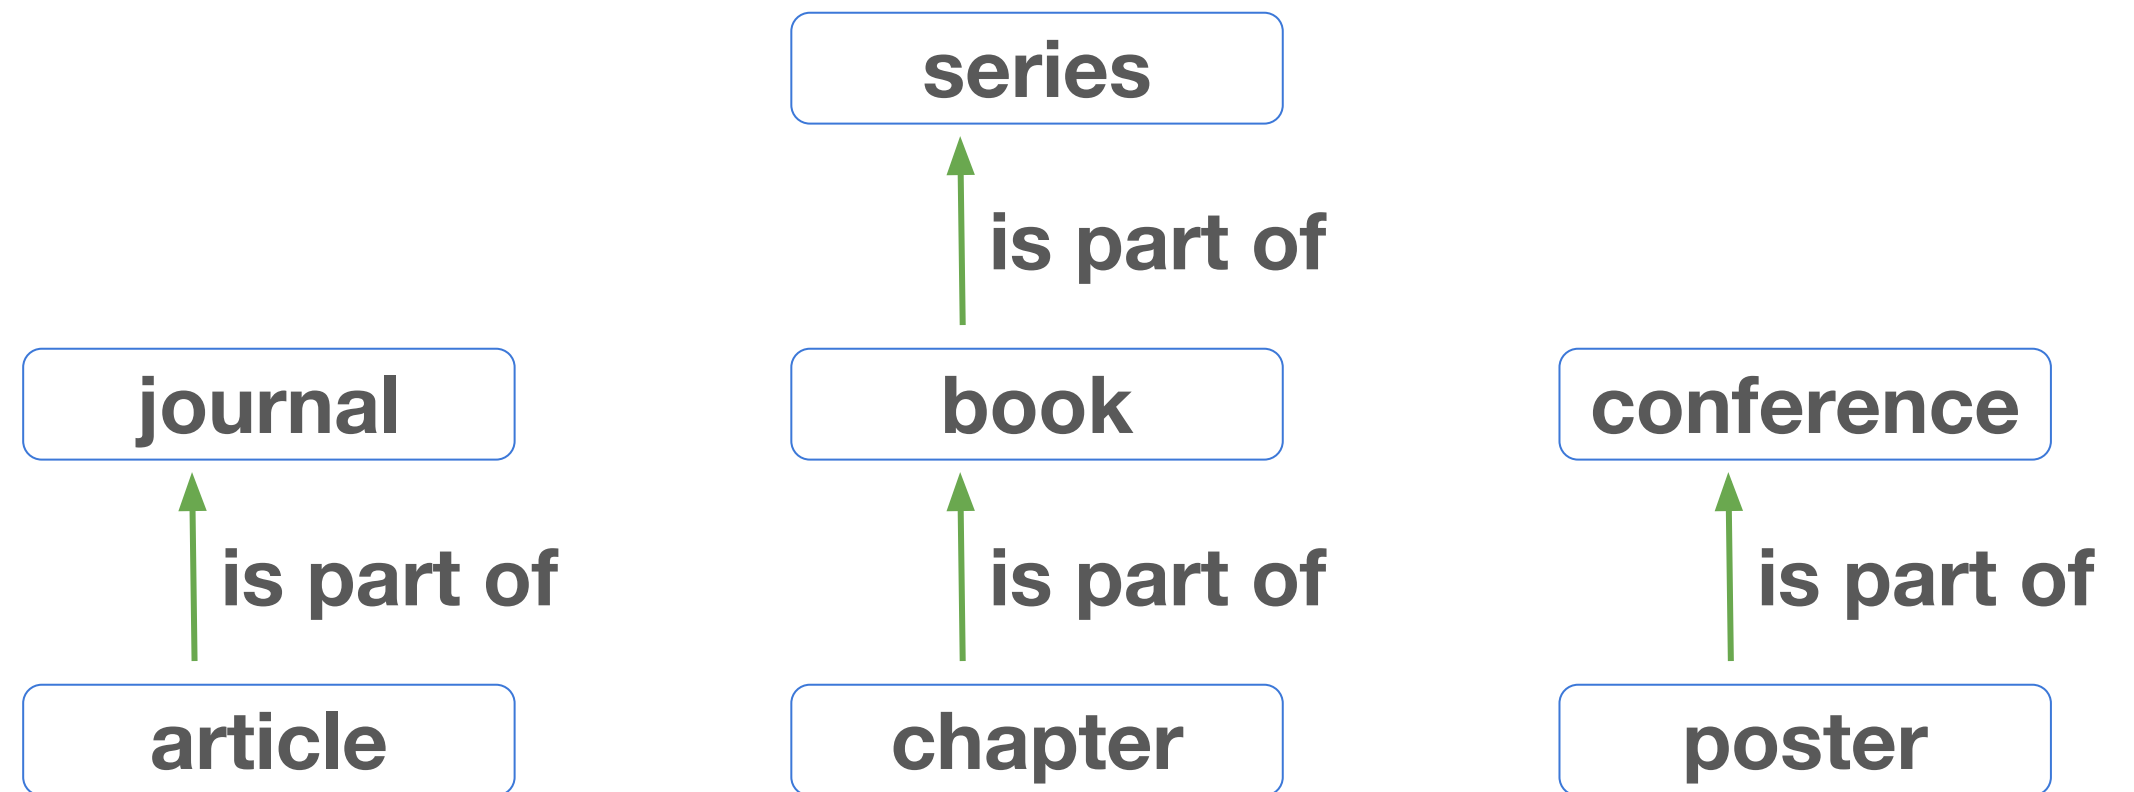 series
is part of
journal
book
conference
is part of
is part of
is part of
article
chapter
poster